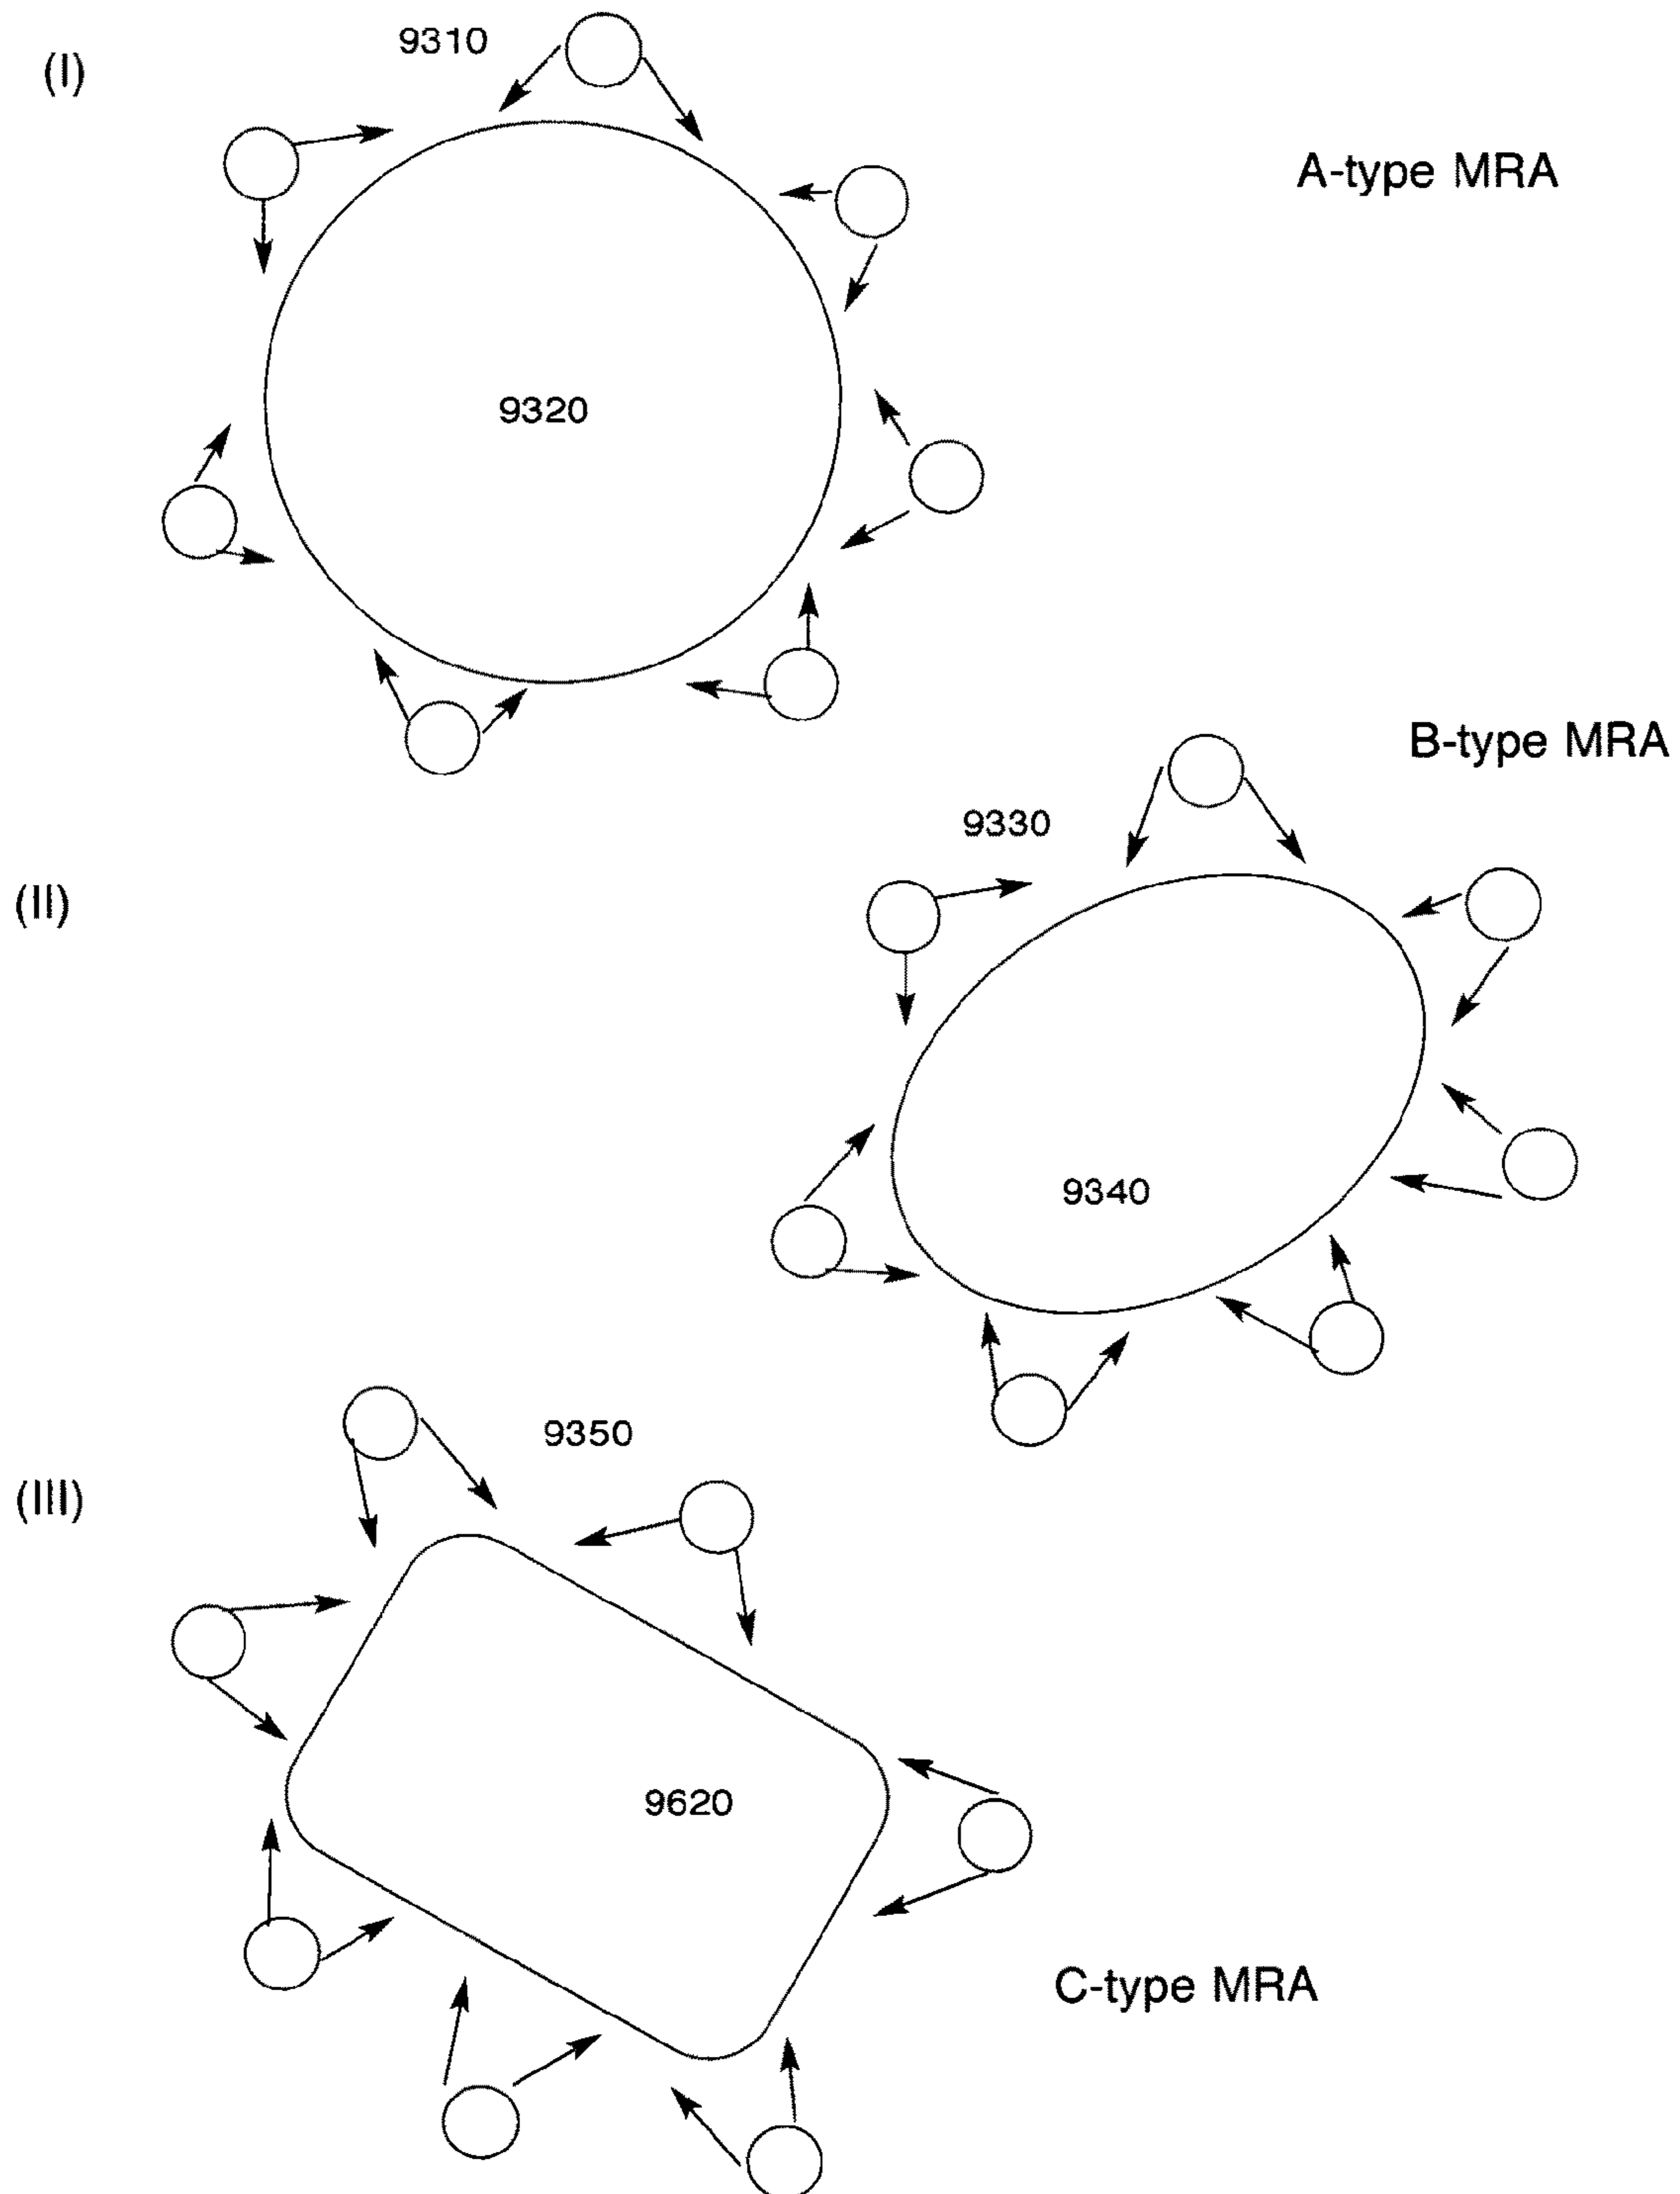 (I)
9310
A-type MRA
9320
B-type MRA
9330
(II)
9340
9350
(III)
9620
C-type MRA